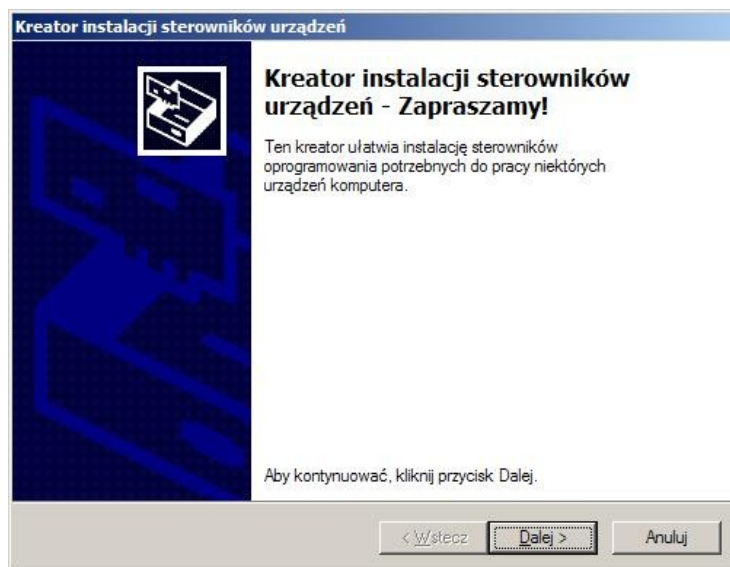 Kreator instalacji sterowników urządzeń
Kreator instalacji sterowników
urządzeń - Zapraszamy!
Ten kreator ułatwia instalację sterowników
oprogramowania potrzebnych do pracy niektórych
urządzeń komputera.
Aby kontynuować, kliknij przycisk Dalej.
< Wstecz Dalej > Anuluj